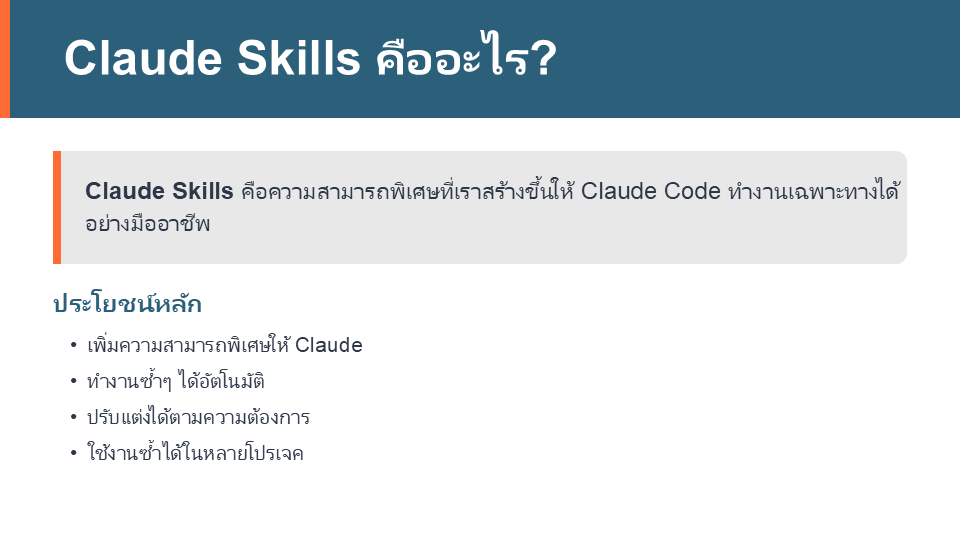 Claude Skills คืออะไร?
Claude Skills คือความสามารถพิเศษที่เราสร้างขึ้นให้ Claude Code ทำงานเฉพาะทางได้
อย่างมืออาชีพ
ประโยชน์หลัก
• เพิ่มความสามารถพิเศษให้ Claude
• ทำงานซ้ำๆ ได้อัตโนมัติ
• ปรับแต่งได้ตามความต้องการ
• ใช้งานซ้ำได้ในหลายโปรเจค